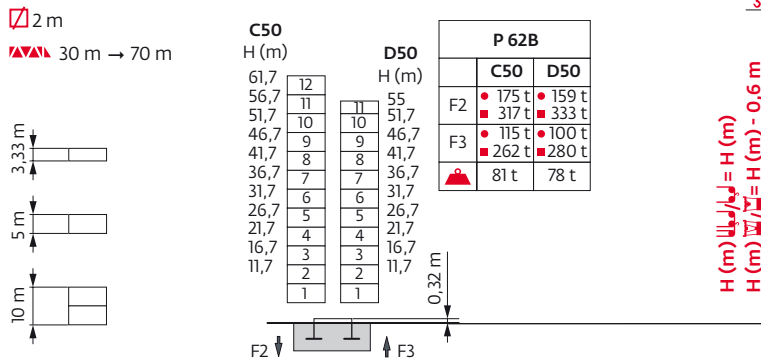 2 m
30 m → 70 m
3,33 m
5 m
10 m
C50
H (m)
61,7
56,7
51,7
46,7
41,7
36,7
31,7
26,7
21,7
16,7
11,7
12
11
10
9
8
7
6
5
4
3
2
1
D50
H (m)
55
51,7
46,7
41,7
36,7
31,7
26,7
21,7
16,7
11,7
11
10
9
8
7
6
5
4
3
2
1
P 62B
C50 D50
F2 ● 175 t ● 159 t
■ 317 t ■ 333 t
F3 ● 115 t ● 100 t
■ 262 t ■ 280 t
81 t 78 t
0,32 m
F2
F3
H (m) / = H (m)
H (m) / = H (m) - 0,6 m